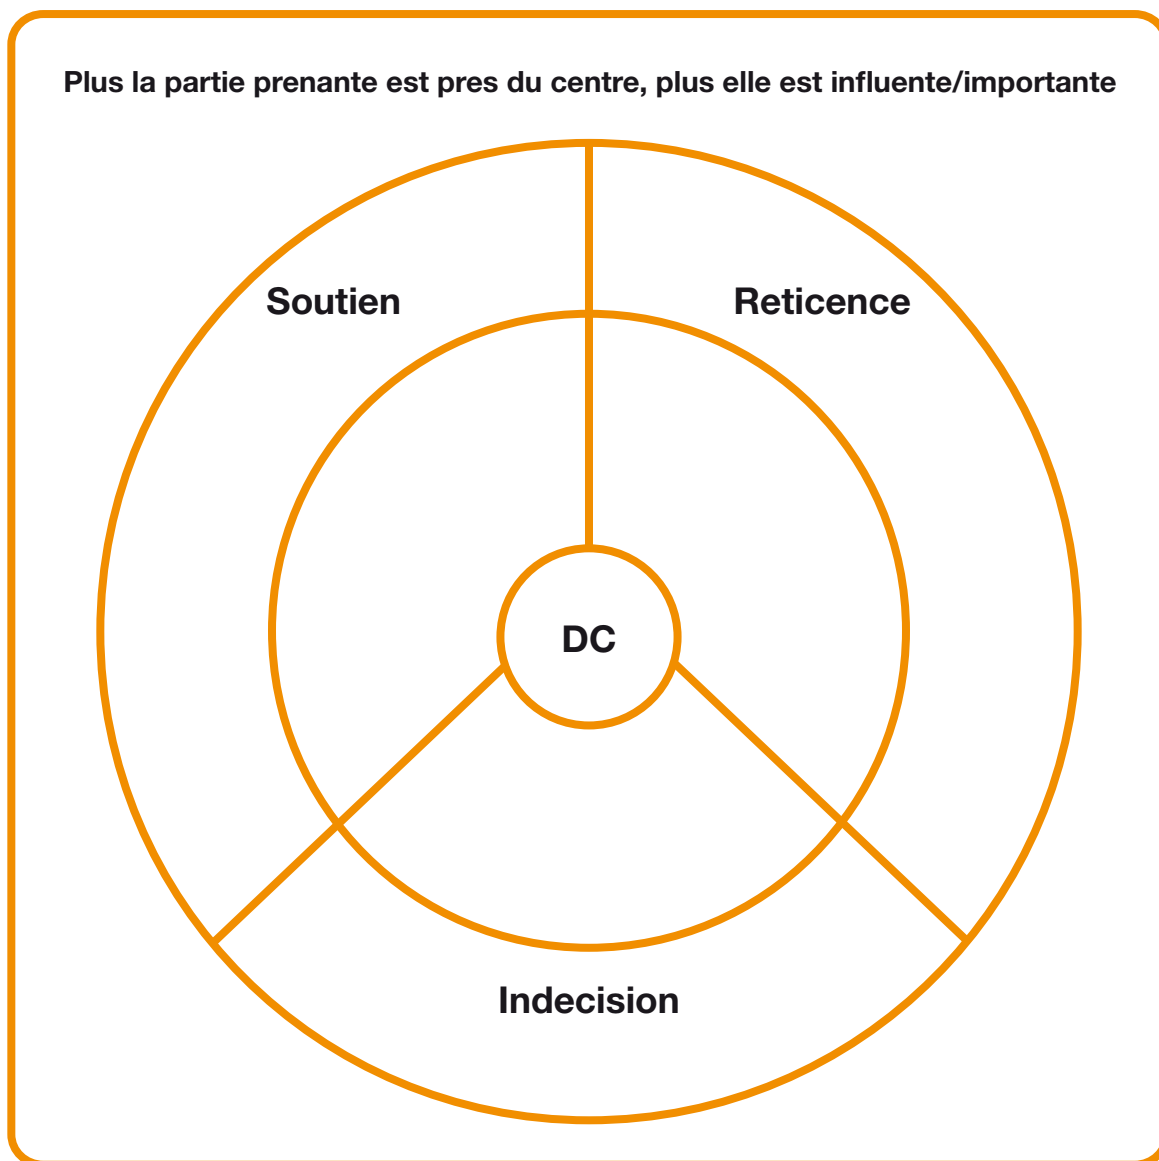 Plus la partie prenante est pres du centre, plus elle est influente/importante
Soutien
Reticence
DC
Indecision